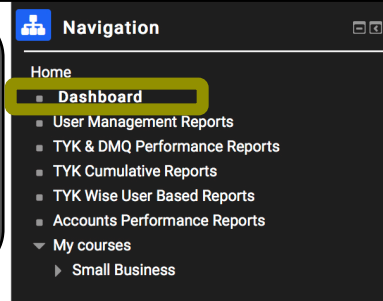 Navigation
Home
Dashboard
User Management Reports
TYK & DMQ Performance Reports
TYK Cumulative Reports
TYK Wise User Based Reports
Accounts Performance Reports
My courses
Small Business